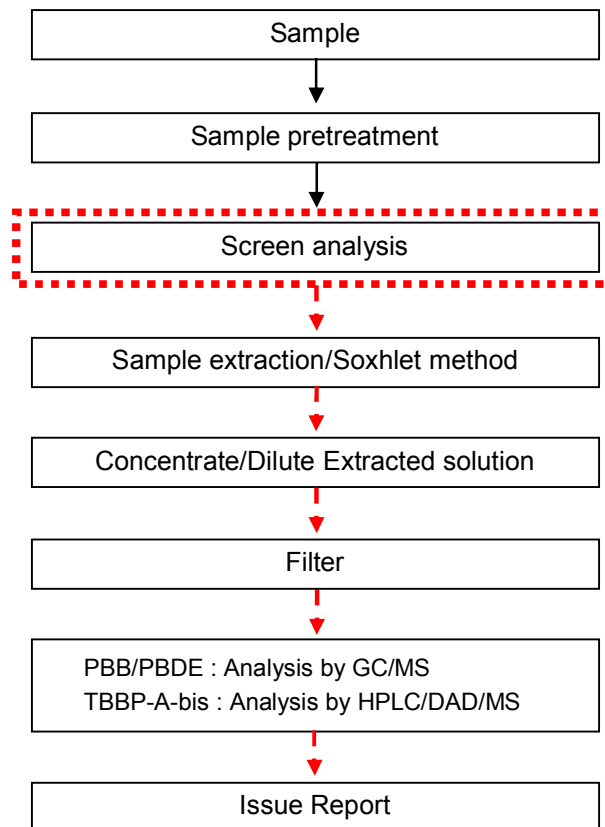 Sample
Sample pretreatment
Screen analysis
Sample extraction/Soxhlet method
Concentrate/Dilute Extracted solution
Filter
PBB/PBDE : Analysis by GC/MS
TBBP-A-bis : Analysis by HPLC/DAD/MS
Issue Report